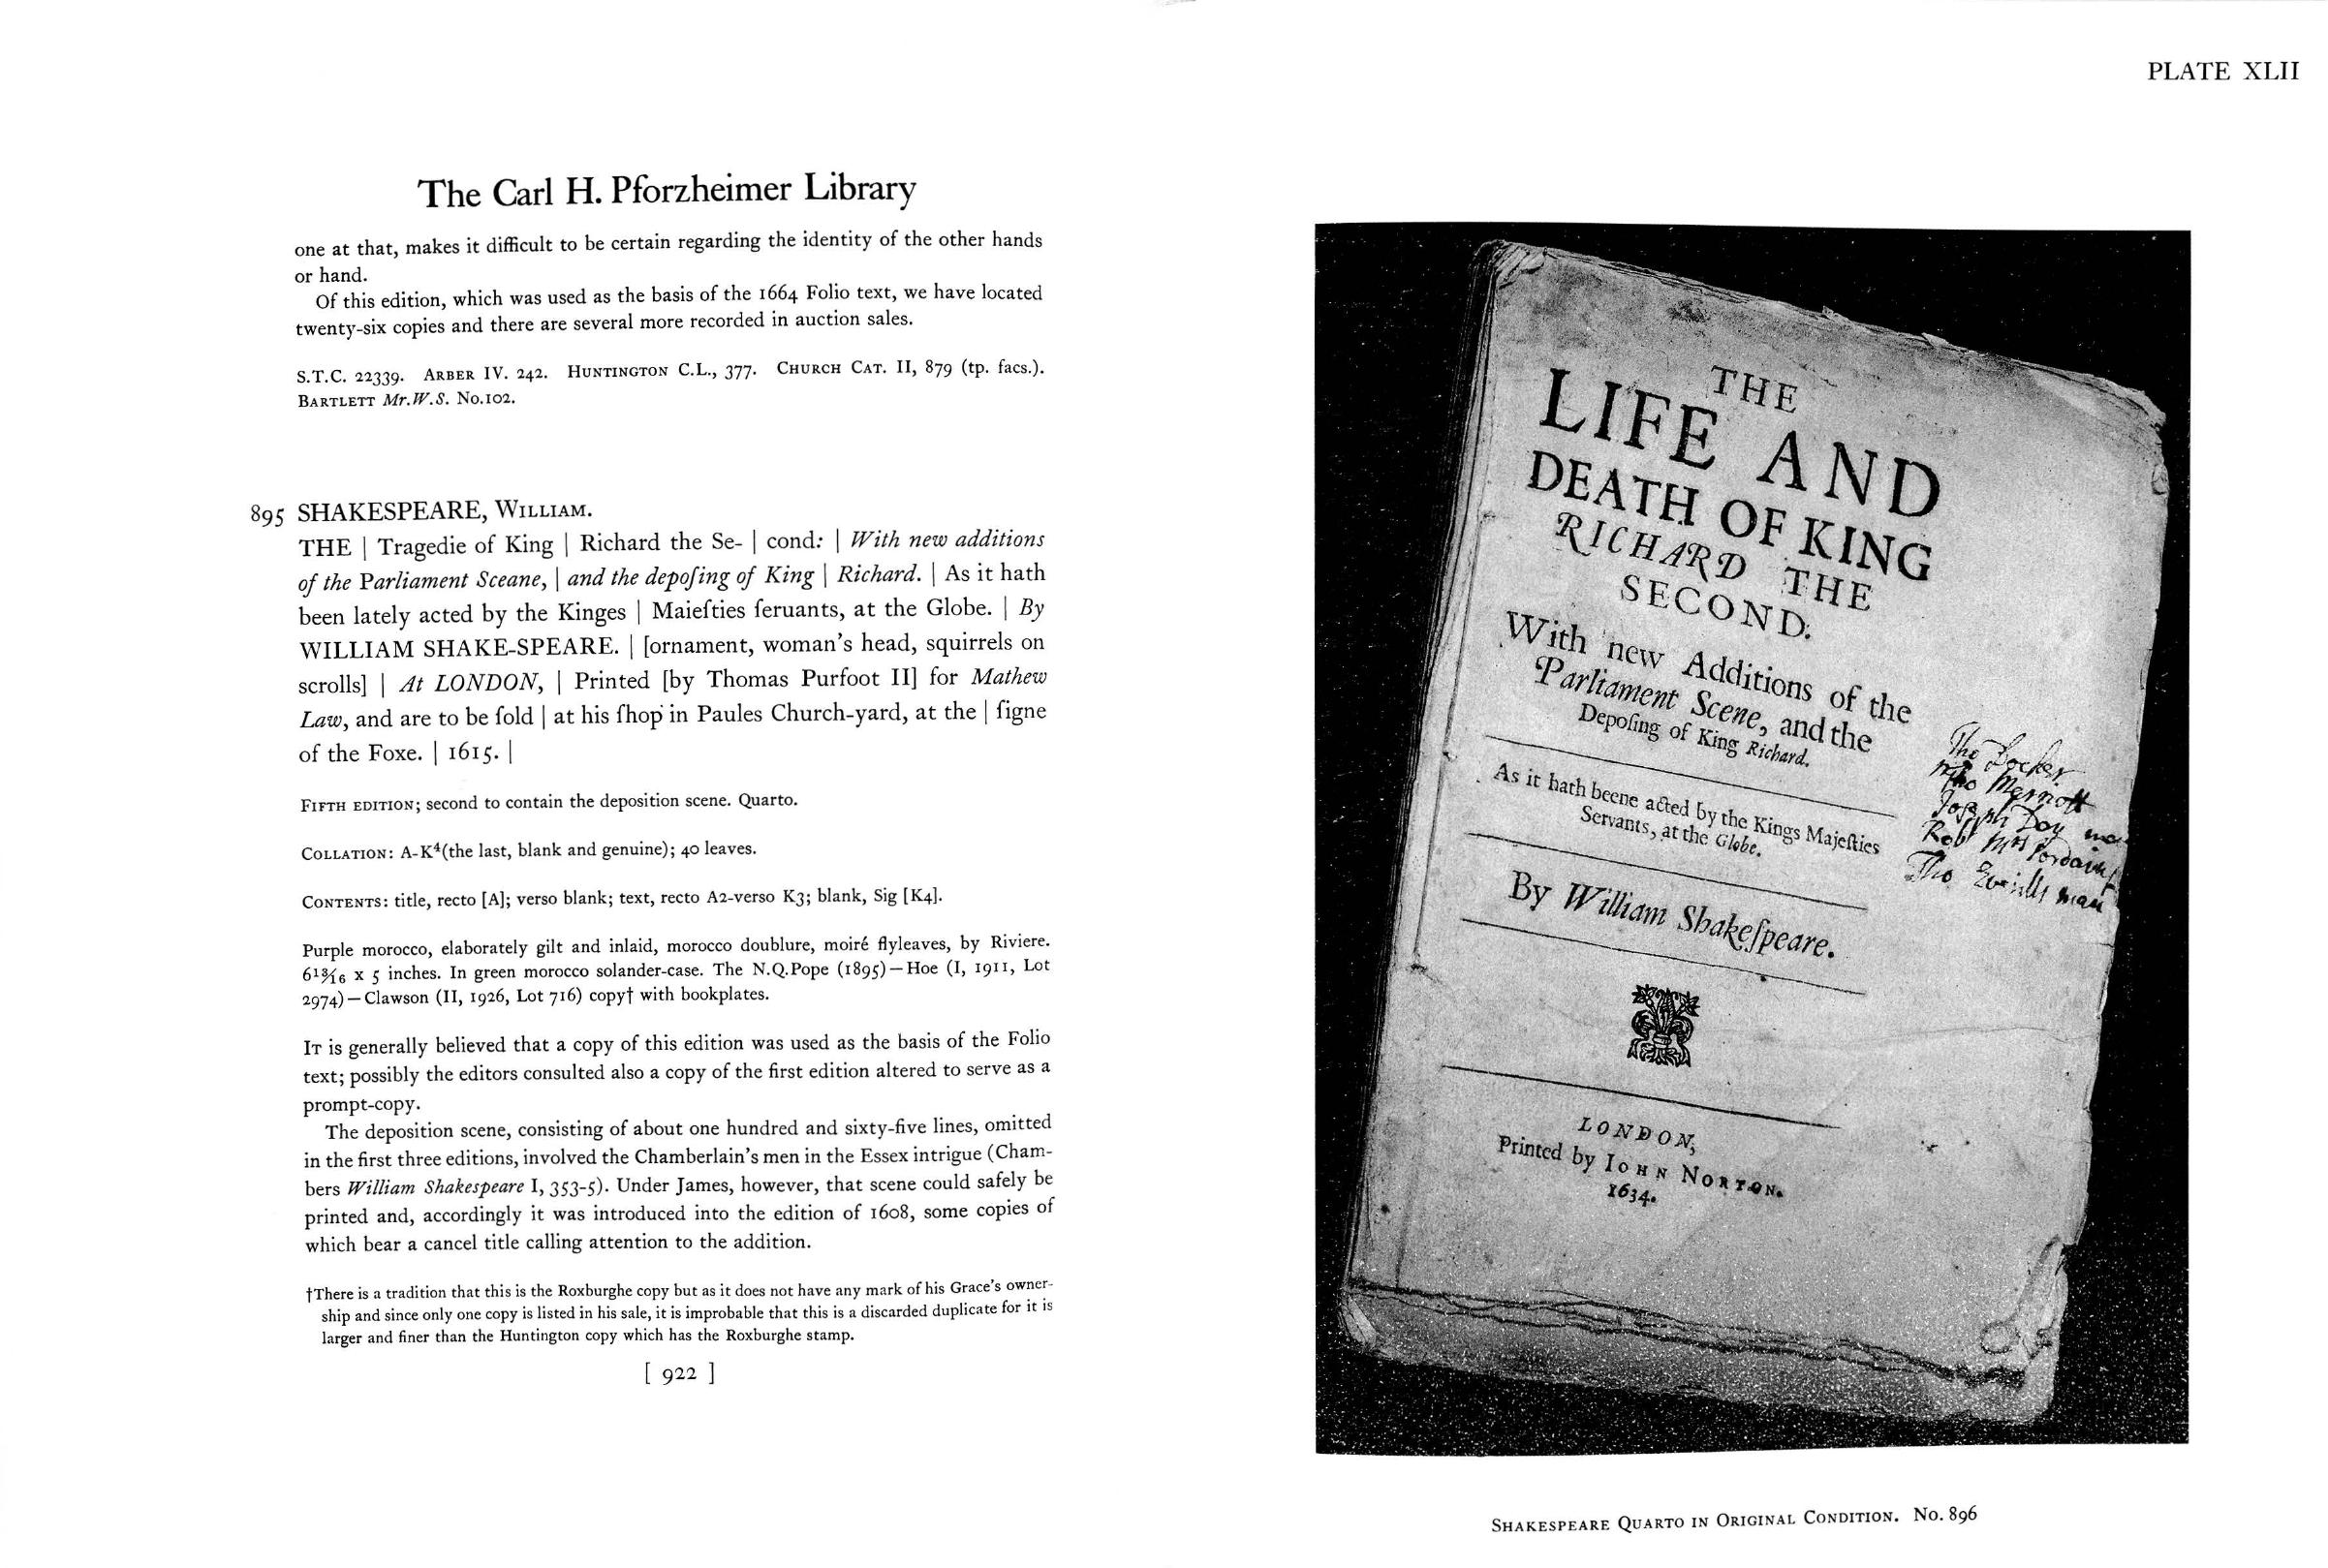 The Carl H. Pforzheimer Library
one at that, makes it difficult to be certain regarding the identity of the other hands
or hand.
Of this edition, which was used as the basis of the 1664 Folio text, we have located
twenty-six copies and there are several more recorded in auction sales.
S.T.C. 22339. ARBER IV. 242. HUNTINGTON C.L., 377. CHURCH CAT. II, 879 (tp. facs.).
BARTLETT Mr.W.S. No.102.
895 SHAKESPEARE, WILLIAM.
THE | Tragedie of King | Richard the Se- | cond: | With new additions
of the Parliament Sceane, | and the depoſing of King | Richard. | As it hath
been lately acted by the Kinges | Maieſties ſeruants, at the Globe. | By
WILLIAM SHAKE-SPEARE. | [ornament, woman's head, squirrels on
scrolls] | At LONDON, | Printed [by Thomas Purfoot II] for Mathew
Law, and are to be ſold | at his ſhop in Paules Church-yard, at the | ſigne
of the Foxe. | 1615. |
FIFTH EDITION; second to contain the deposition scene. Quarto.
COLLATION: A-K⁴(the last, blank and genuine); 40 leaves.
CONTENTS: title, recto [A]; verso blank; text, recto A2-verso K3; blank, Sig [K4].
Purple morocco, elaborately gilt and inlaid, morocco doublure, moiré flyleaves, by Riviere.
6 13/16 x 5 inches. In green morocco solander-case. The N.Q.Pope (1895)—Hoe (I, 1911, Lot
2974)—Clawson (II, 1926, Lot 716) copy† with bookplates.
IT is generally believed that a copy of this edition was used as the basis of the Folio
text; possibly the editors consulted also a copy of the first edition altered to serve as a
prompt-copy.
The deposition scene, consisting of about one hundred and sixty-five lines, omitted
in the first three editions, involved the Chamberlain's men in the Essex intrigue (Cham-
bers William Shakespeare I, 353-5). Under James, however, that scene could safely be
printed and, accordingly it was introduced into the edition of 1608, some copies of
which bear a cancel title calling attention to the addition.
†There is a tradition that this is the Roxburghe copy but as it does not have any mark of his Grace's owner-
ship and since only one copy is listed in his sale, it is improbable that this is a discarded duplicate for it is
larger and finer than the Huntington copy which has the Roxburghe stamp.
[ 922 ]
PLATE XLII
THE
LIFE AND
DEATH OF KING
RICHARD THE
SECOND.
With new Additions of the
Parliament Scene, and the
Depoſing of King Richard.
As it hath beene acted by the Kings Majeſties
Servants, at the Globe.
By William Shakeſpeare.
LONDON,
Printed by IOHN NORTON.
1634.
Tho
Tho Marriott
Joseph Day
Rob
Tho man
SHAKESPEARE QUARTO IN ORIGINAL CONDITION. No. 896